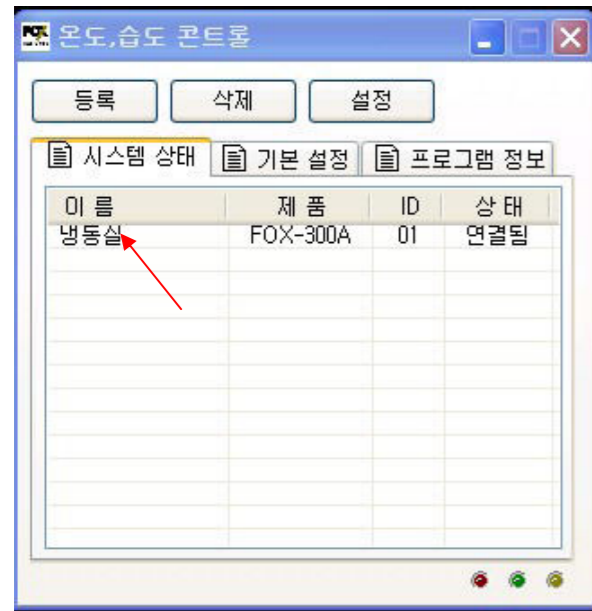 FOX
온도,습도 콘트롤
등록 삭제 설정
시스템 상태 기본 설정 프로그램 정보
이 름 제 품 ID 상 태
냉동실 FOX-300A 01 연결됨